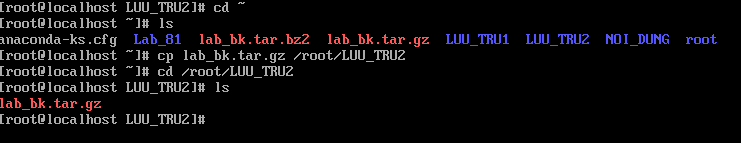 [root@localhost LUU_TRU2]# cd ~
[root@localhost ~]# ls
anaconda-ks.cfg  Lab_81  lab_bk.tar.bz2  lab_bk.tar.gz  LUU_TRU1  LUU_TRU2  NOI_DUNG  root
[root@localhost ~]# cp lab_bk.tar.gz /root/LUU_TRU2
[root@localhost ~]# cd /root/LUU_TRU2
[root@localhost LUU_TRU2]# ls
lab_bk.tar.gz
[root@localhost LUU_TRU2]#